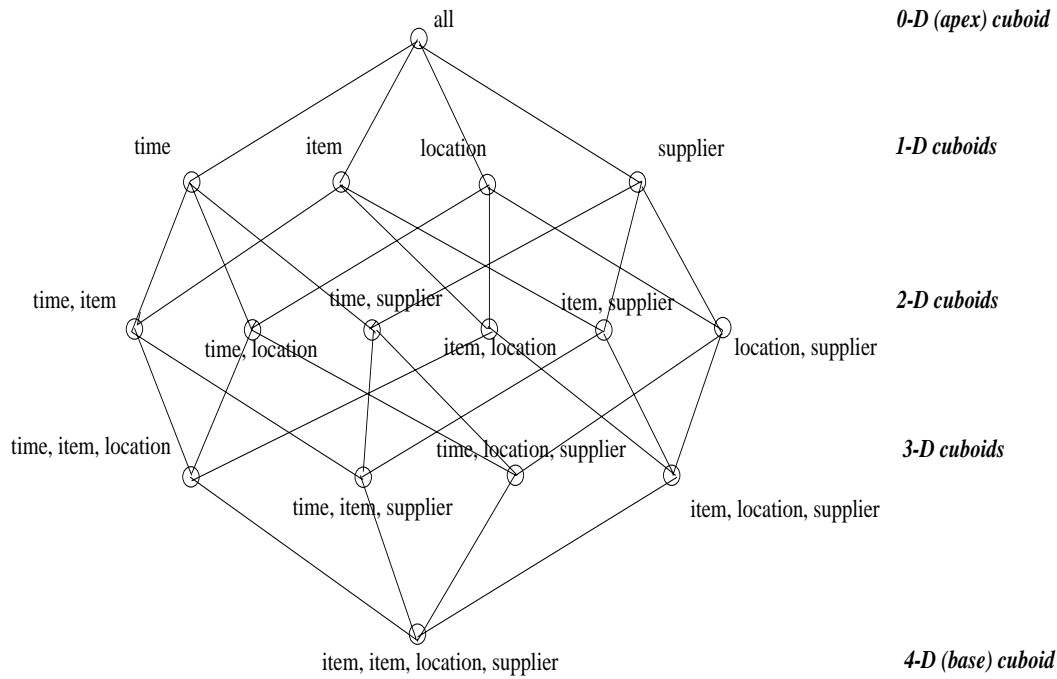 all
0-D (apex) cuboid
time
item
location
supplier
1-D cuboids
time, item
time, supplier
item, supplier
2-D cuboids
time, location
item, location
location, supplier
time, item, location
time, location, supplier
3-D cuboids
time, item, supplier
item, location, supplier
item, item, location, supplier
4-D (base) cuboid